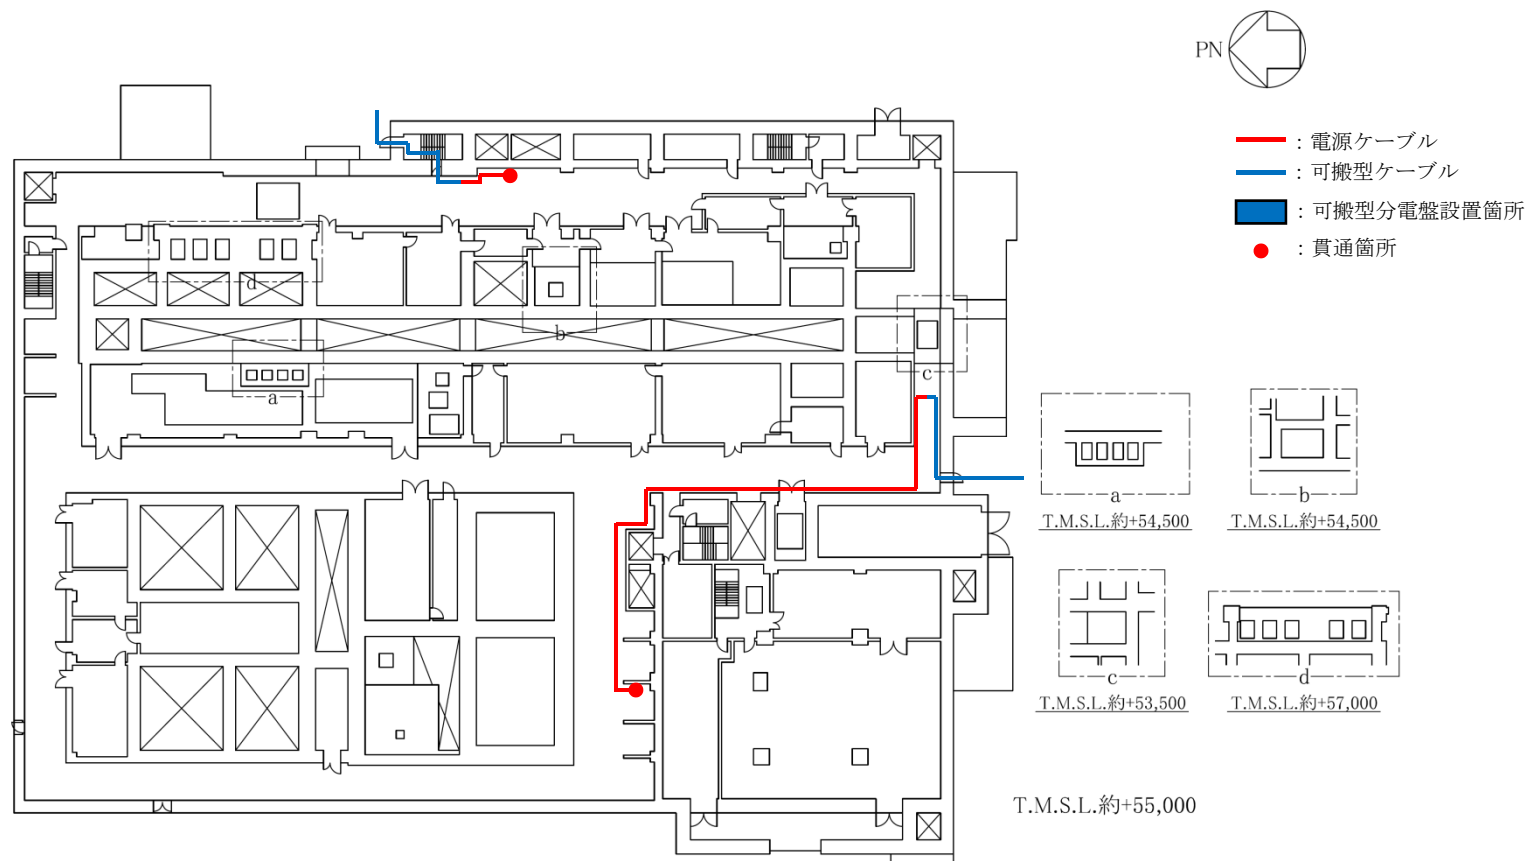 PN
：電源ケーブル
：可搬型ケーブル
：可搬型分電盤設置箇所
：貫通箇所
d
b
c
a
a
T.M.S.L.約+54,500
b
T.M.S.L.約+54,500
c
T.M.S.L.約+53,500
d
T.M.S.L.約+57,000
T.M.S.L.約+55,000